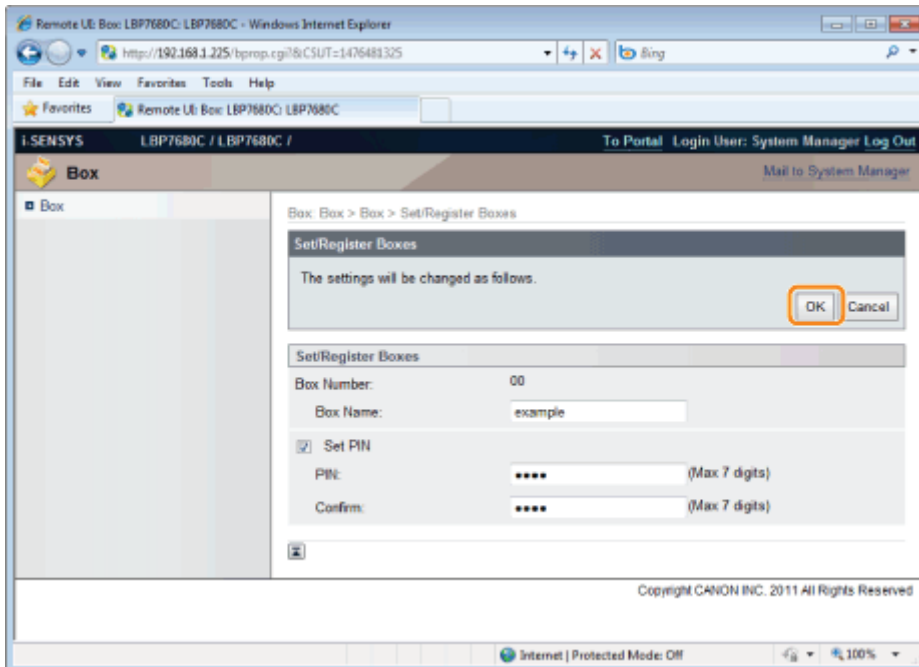 Remote UI: Box: LBP7680C: LBP7680C - Windows Internet Explorer
http://192.168.1.225/bprop.cgi?&CSUT=1476481325
Bing
File Edit View Favorites Tools Help
Favorites Remote UI: Box: LBP7680C: LBP7680C
i-SENSYS LBP7680C / LBP7680C / To Portal Login User: System Manager Log Out
Box Mail to System Manager
Box
Box: Box > Box > Set/Register Boxes
Set/Register Boxes
The settings will be changed as follows.
OK Cancel
Set/Register Boxes
Box Number: 00
Box Name: example
Set PIN
PIN: •••• (Max 7 digits)
Confirm: •••• (Max 7 digits)
Copyright CANON INC. 2011 All Rights Reserved
Internet | Protected Mode: Off 100%